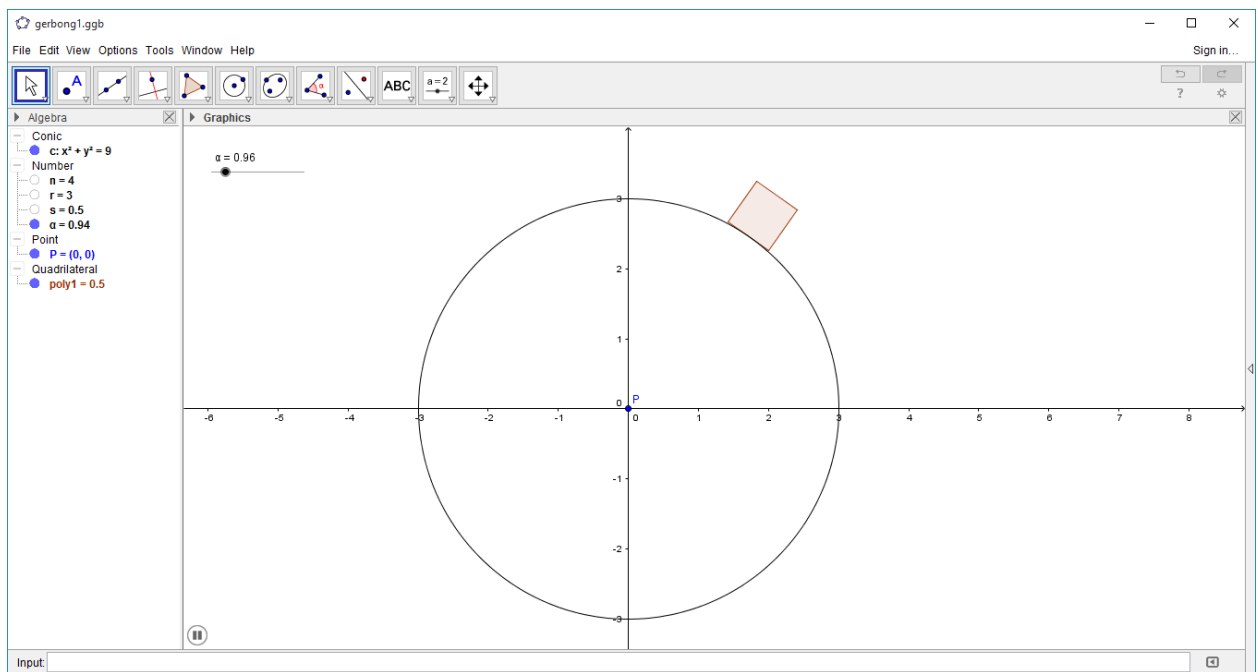 gerbong1.ggb
File Edit View Options Tools Window Help
Sign in...
A
α
ABC
a=2
?
Algebra
Graphics
Conic
c: x² + y² = 9
Number
n = 4
r = 3
s = 0.5
α = 0.94
Point
P = (0, 0)
Quadrilateral
poly1 = 0.5
α = 0.96
3
2
1
0
P
-6 -5 -4 -3 -2 -1 0 1 2 3 4 5 6 7 8
-1
-2
-3
Input: